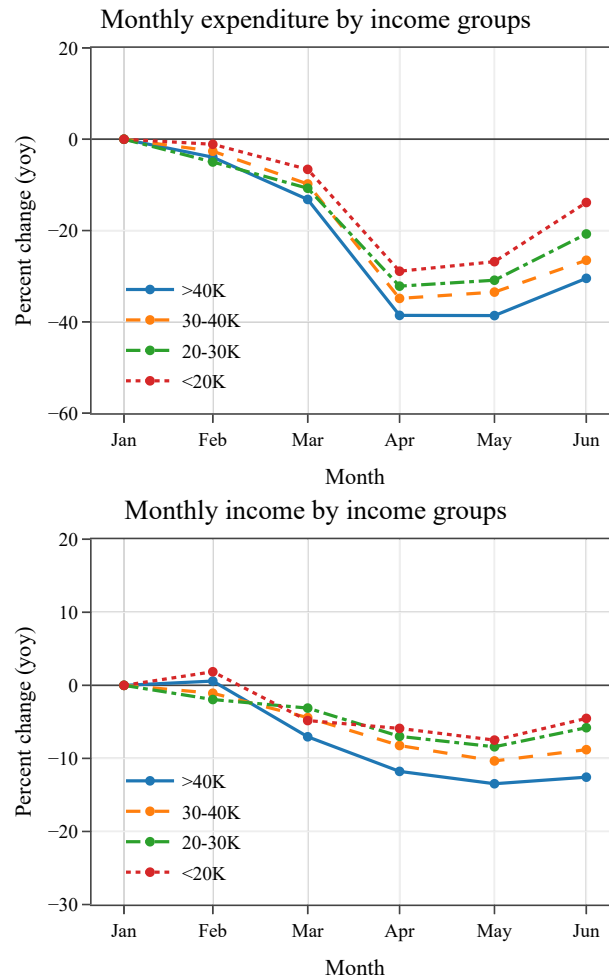 Monthly expenditure by income groups
20
0
−20
−40
−60
Percent change (yoy)
>40K
30-40K
20-30K
<20K
Jan Feb Mar Apr May Jun
Month
Monthly income by income groups
20
10
0
−10
−20
−30
Percent change (yoy)
>40K
30-40K
20-30K
<20K
Jan Feb Mar Apr May Jun
Month